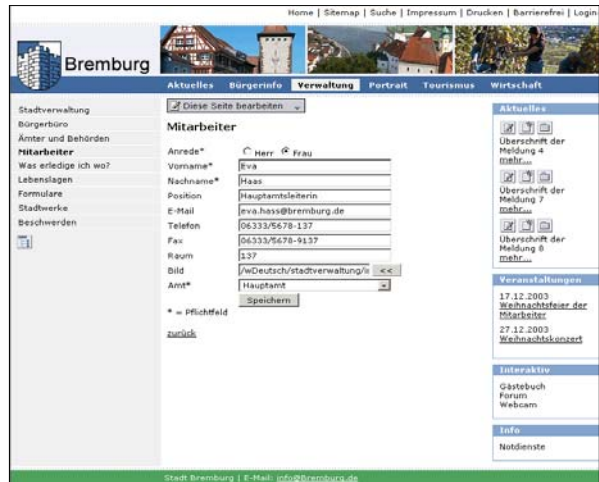 Home | Sitemap | Suche | Impressum | Drucken | Barrierefrei | Login
Bremburg
Aktuelles Bürgerinfo Verwaltung Portrait Tourismus Wirtschaft
Stadtverwaltung
Bürgerbüro
Ämter und Behörden
Mitarbeiter
Was erledige ich wo?
Lebenslagen
Formulare
Stadtwerke
Beschwerden
Diese Seite bearbeiten
Mitarbeiter
Anrede* Herr Frau
Vorname* Eva
Nachname* Haas
Position Hauptamtsleiterin
E-Mail eva.hass@bremburg.de
Telefon 06333/5678-137
Fax 06333/5678-9137
Raum 137
Bild /wDeutsch/stadtverwaltung/ <<
Amt* Hauptamt
Speichern
* = Pflichtfeld
zurück
Aktuelles
Überschrift der
Meldung 4
mehr...
Überschrift der
Meldung 7
mehr...
Überschrift der
Meldung 8
mehr...
Veranstaltungen
17.12.2003
Weihnachtsfeier der
Mitarbeiter
27.12.2003
Weihnachtskonzert
Interaktiv
Gästebuch
Forum
Webcam
Info
Notdienste
Stadt Bremburg | E-Mail: info@Bremburg.de